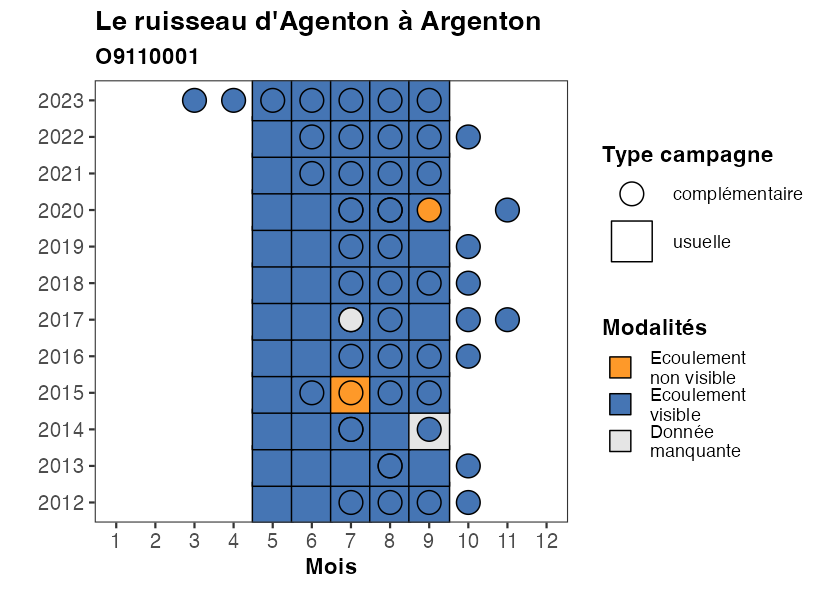 Le ruisseau d'Agenton à Argenton
O9110001
2023
2022
2021
2020
2019
2018
2017
2016
2015
2014
2013
2012
1 2 3 4 5 6 7 8 9 10 11 12
Mois
Type campagne
complémentaire
usuelle
Modalités
Ecoulement
non visible
Ecoulement
visible
Donnée
manquante